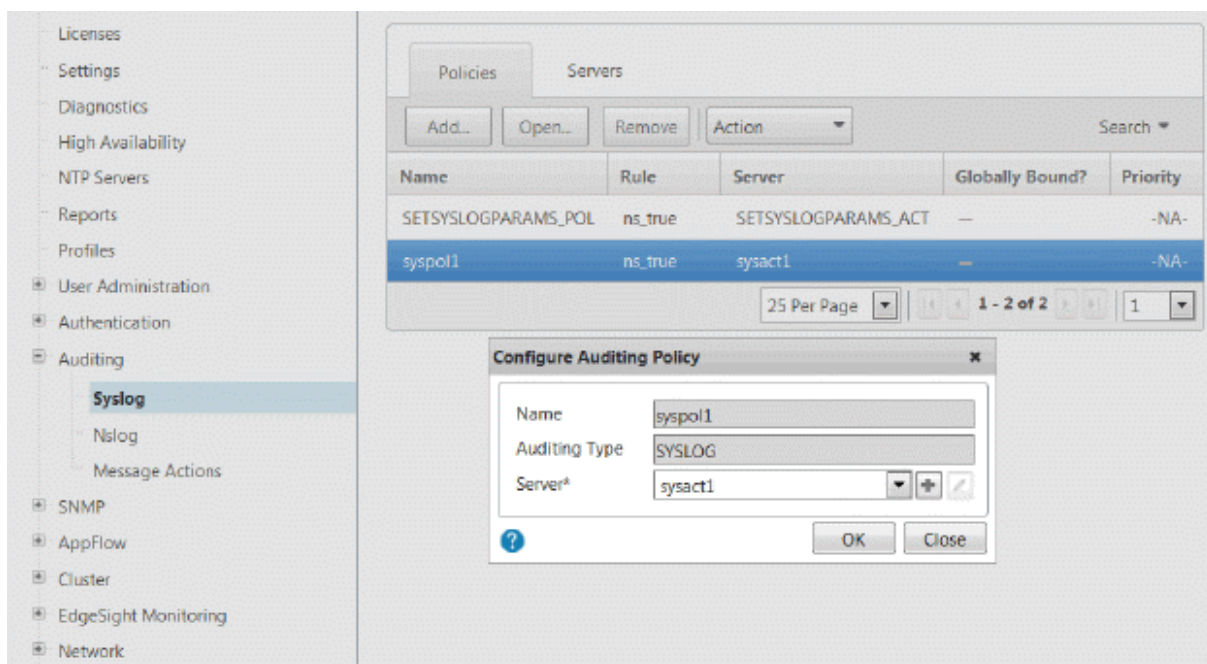 Licenses
Settings
Diagnostics
High Availability
NTP Servers
Reports
Profiles
User Administration
Authentication
Auditing
Syslog
Nslog
Message Actions
SNMP
AppFlow
Cluster
EdgeSight Monitoring
Network
Policies Servers
Add... Open... Remove Action Search
Name Rule Server Globally Bound? Priority
SETSYSLOGPARAMS_POL ns_true SETSYSLOGPARAMS_ACT — -NA-
syspol1 ns_true sysact1 — -NA-
25 Per Page 1 - 2 of 2 1
Configure Auditing Policy
Name syspol1
Auditing Type SYSLOG
Server* sysact1
OK Close